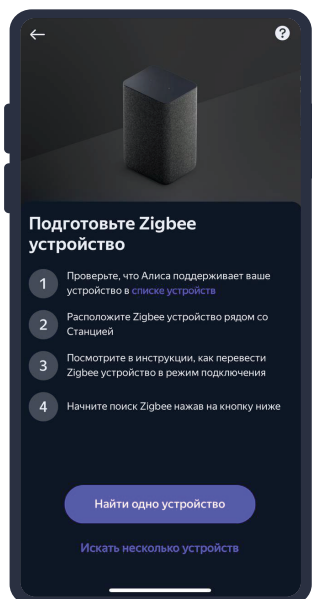 ?
Подготовьте Zigbee
устройство
1
Проверьте, что Алиса поддерживает ваше
устройство в списке устройств
2
Расположите Zigbee устройство рядом со
Станцией
3
Посмотрите в инструкции, как перевести
Zigbee устройство в режим подключения
4
Начните поиск Zigbee нажав на кнопку ниже
Найти одно устройство
Искать несколько устройств